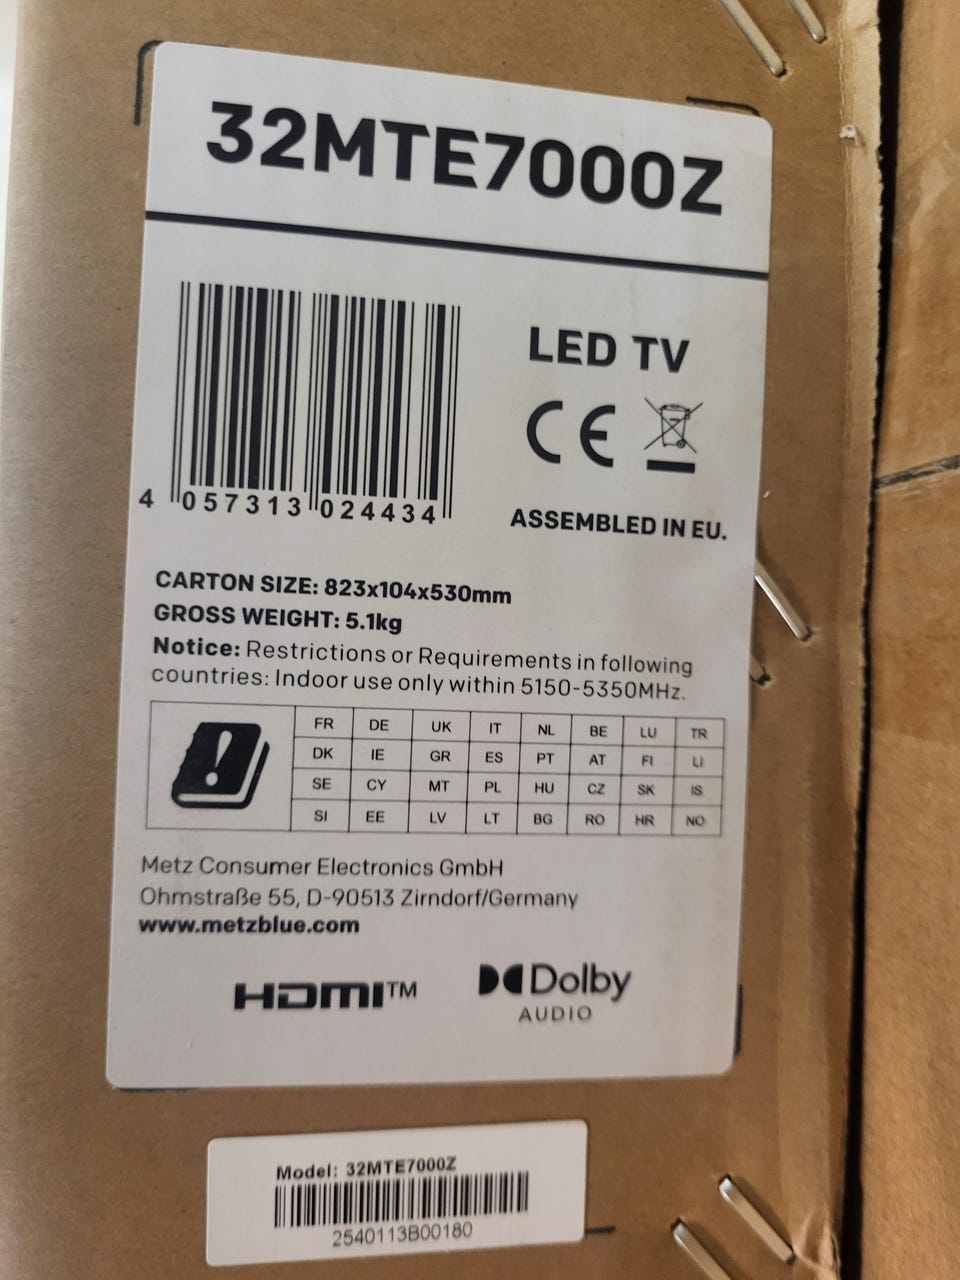 32MTE7000Z
LED TV
CE
4 057313 024434
ASSEMBLED IN EU.
CARTON SIZE: 823x104x530mm
GROSS WEIGHT: 5.1kg
Notice: Restrictions or Requirements in following
countries: Indoor use only within 5150-5350MHz.
!
FR DE UK IT NL BE LU TR
DK IE GR ES PT AT FI LI
SE CY MT PL HU CZ SK IS
SI EE LV LT BG RO HR NO
Metz Consumer Electronics GmbH
Ohmstraße 55, D-90513 Zirndorf/Germany
www.metzblue.com
HDMI™
Dolby
AUDIO
Model: 32MTE7000Z
2540113B00180